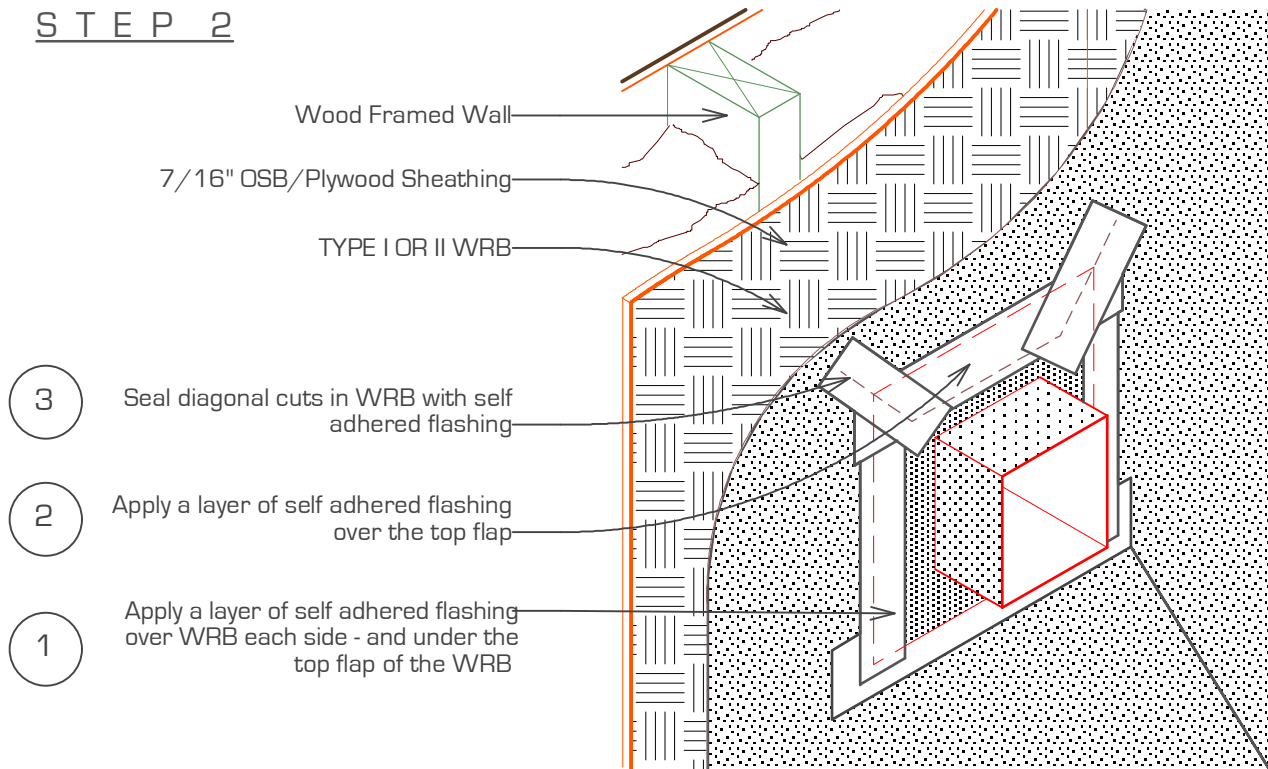 STEP 2
Wood Framed Wall
7/16" OSB/Plywood Sheathing
TYPE I OR II WRB
3
Seal diagonal cuts in WRB with self
adhered flashing
2
Apply a layer of self adhered flashing
over the top flap
1
Apply a layer of self adhered flashing
over WRB each side - and under the
top flap of the WRB